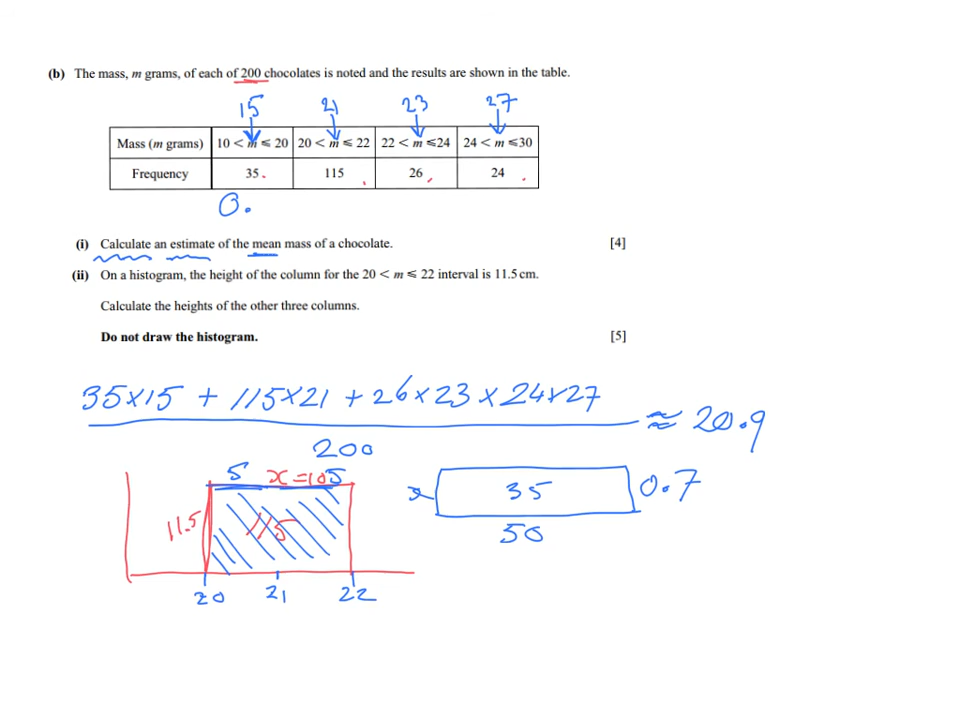 (b) The mass, m grams, of each of 200 chocolates is noted and the results are shown in the table.
15 21 23 27
Mass (m grams) 10 < m ⩽ 20 20 < m ⩽ 22 22 < m ⩽24 24 < m ⩽30
Frequency 35 115 26 24
0.
(i) Calculate an estimate of the mean mass of a chocolate. [4]
(ii) On a histogram, the height of the column for the 20 < m ⩽ 22 interval is 11.5 cm.
Calculate the heights of the other three columns.
Do not draw the histogram. [5]
35×15 + 115×21 + 26×23 × 24×27
200
≈ 20.9
5 x = 105
11.5 115
20 21 22
x 35 0.7
50